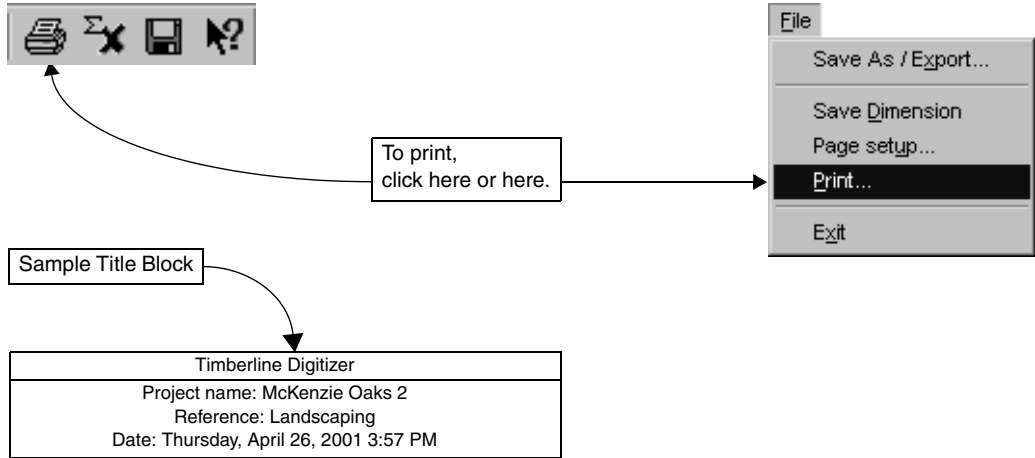 File
Save As / Export...
Save Dimension
Page setup...
Print...
Exit
To print,
click here or here.
Sample Title Block
Timberline Digitizer
Project name: McKenzie Oaks 2
Reference: Landscaping
Date: Thursday, April 26, 2001 3:57 PM